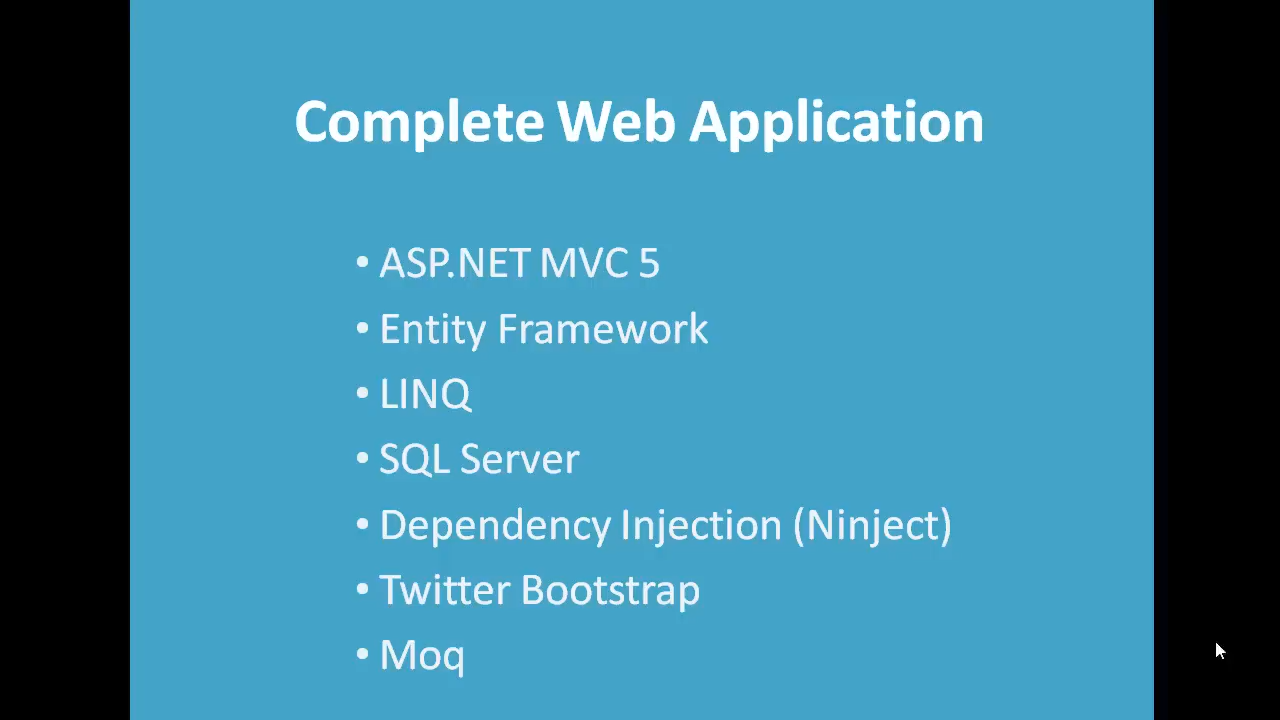 Complete Web Application
• ASP.NET MVC 5
• Entity Framework
• LINQ
• SQL Server
• Dependency Injection (Ninject)
• Twitter Bootstrap
• Moq